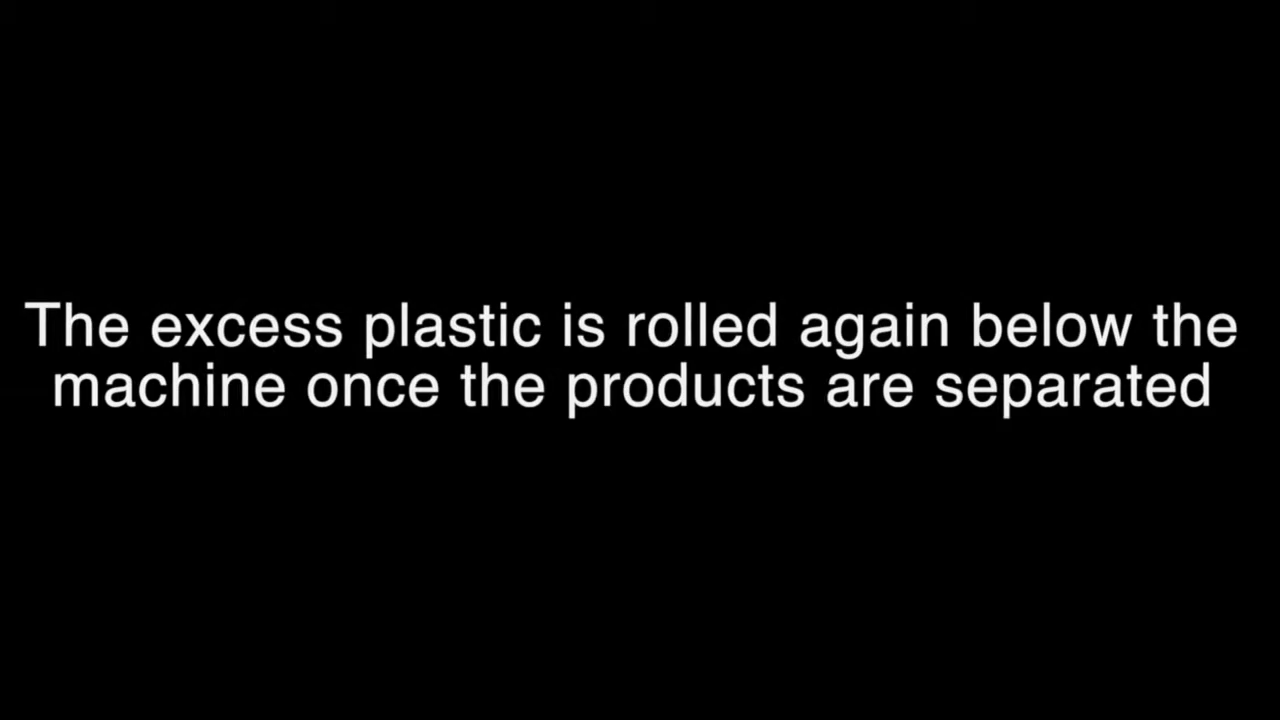 The excess plastic is rolled again below the
machine once the products are separated